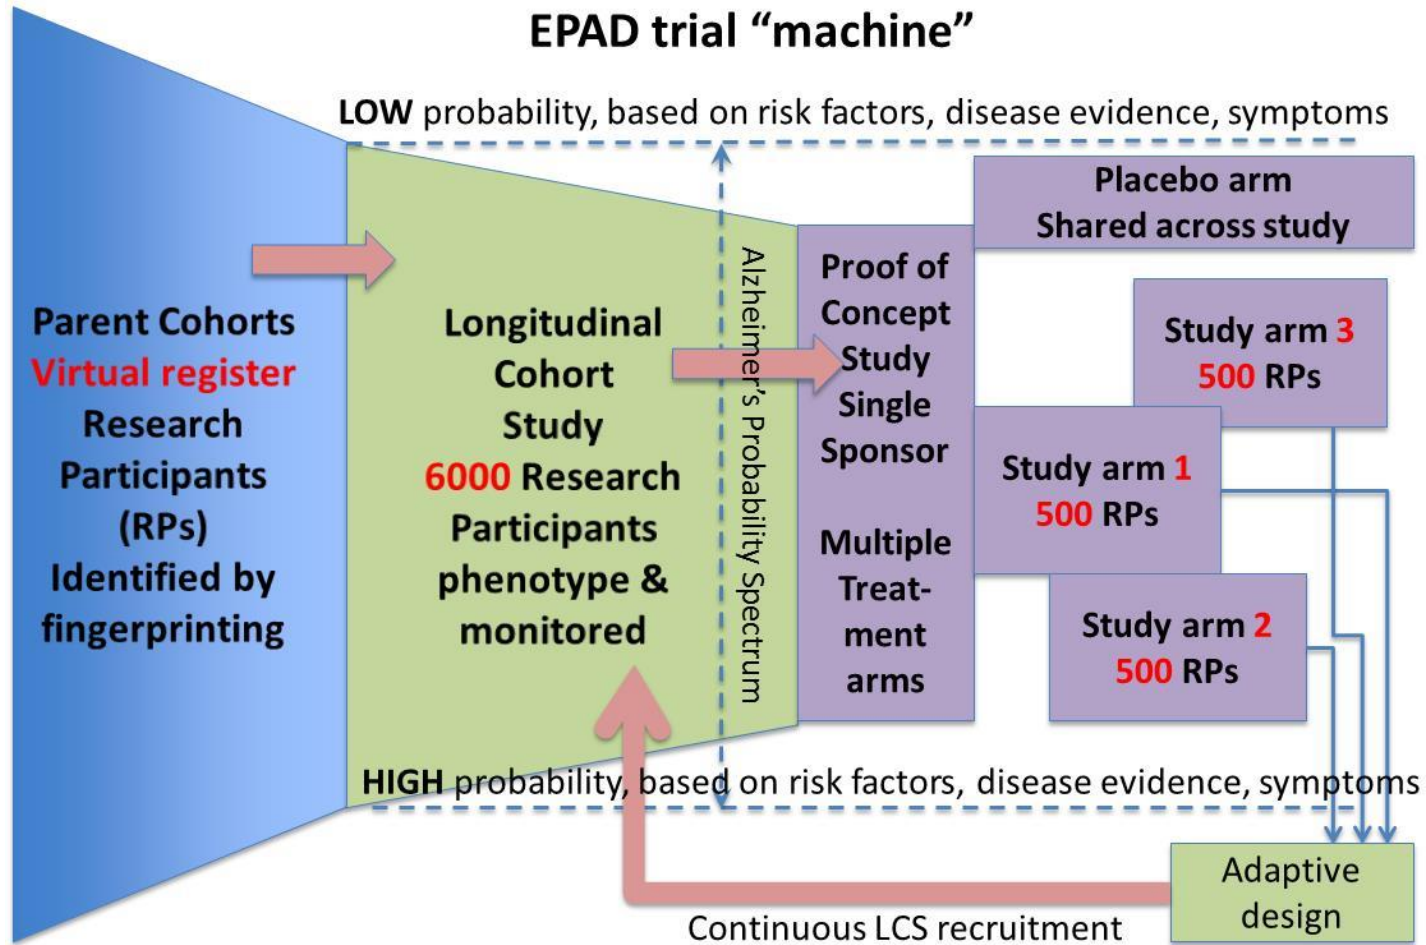 EPAD trial “machine”
LOW probability, based on risk factors, disease evidence, symptoms
Parent Cohorts
Virtual register
Research
Participants
(RPs)
Identified by
fingerprinting
Longitudinal
Cohort
Study
6000 Research
Participants
phenotype &
monitored
Alzheimer’s Probability Spectrum
Proof of
Concept
Study
Single
Sponsor
Multiple
Treat-
ment
arms
Placebo arm
Shared across study
Study arm 3
500 RPs
Study arm 1
500 RPs
Study arm 2
500 RPs
HIGH probability, based on risk factors, disease evidence, symptoms
Adaptive
design
Continuous LCS recruitment